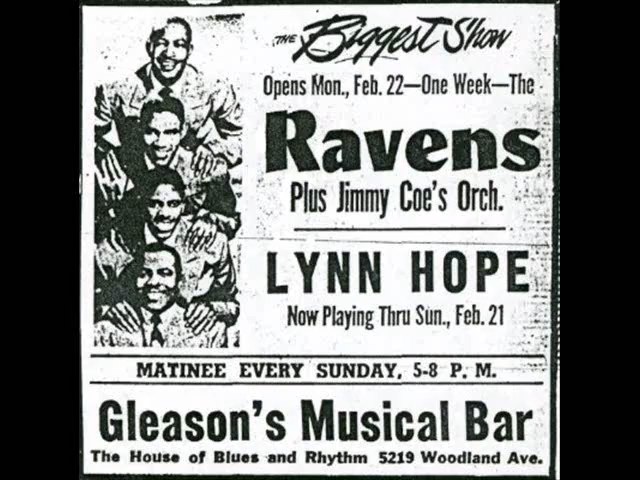 THE Biggest Show
Opens Mon., Feb. 22—One Week—The
Ravens
Plus Jimmy Coe's Orch.
LYNN HOPE
Now Playing Thru Sun., Feb. 21
MATINEE EVERY SUNDAY, 5-8 P. M.
Gleason's Musical Bar
The House of Blues and Rhythm 5219 Woodland Ave.